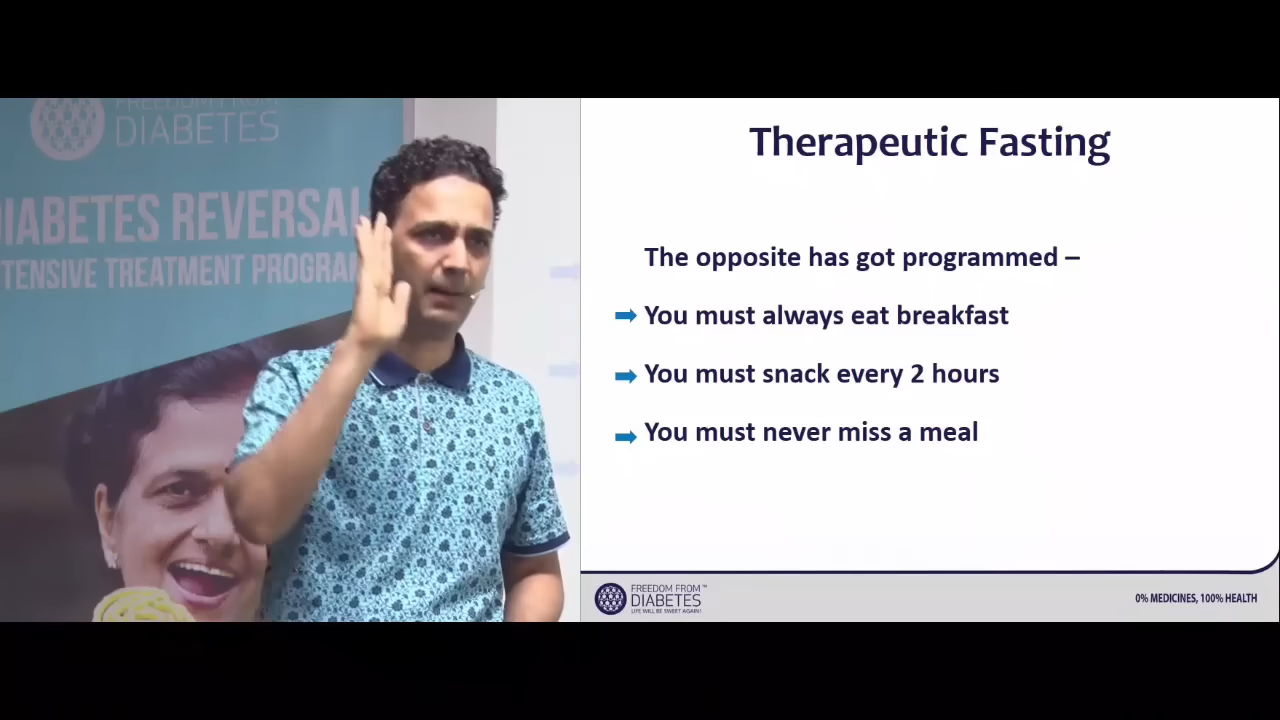 FREEDOM FROM
DIABETES
DIABETES REVERSAL
INTENSIVE TREATMENT PROGRAM
Therapeutic Fasting
The opposite has got programmed –
You must always eat breakfast
You must snack every 2 hours
You must never miss a meal
FREEDOM FROM™
DIABETES
LIFE WILL BE SWEET AGAIN!
0% MEDICINES, 100% HEALTH